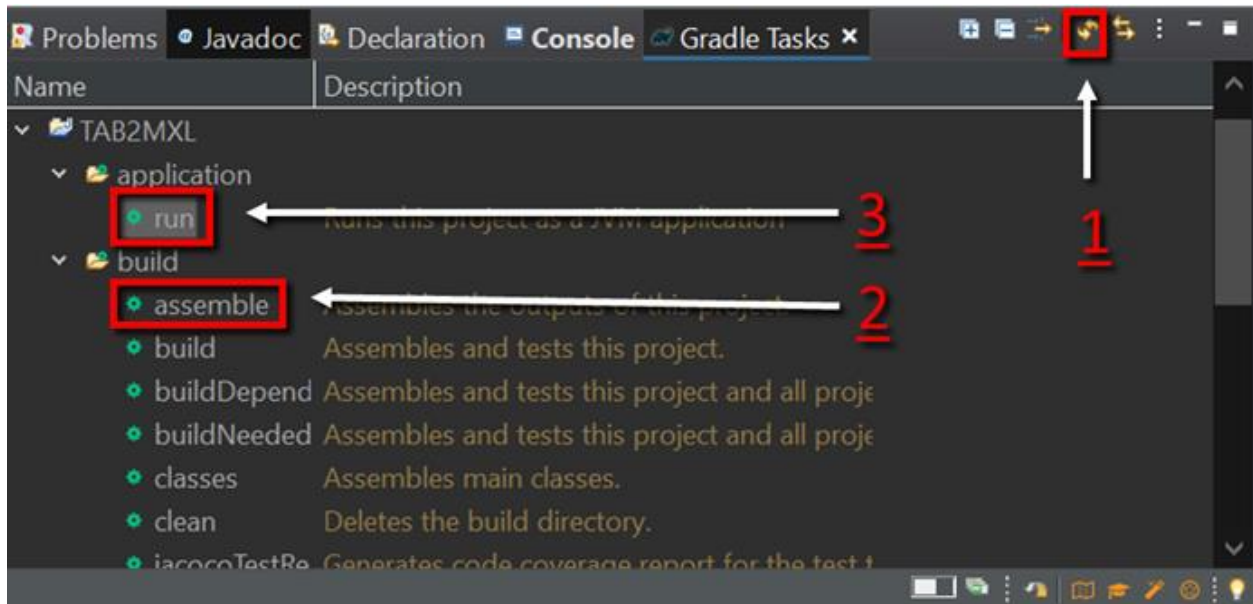 Problems @ Javadoc Declaration Console Gradle Tasks
Name Description
TAB2MXL
application
run Runs this project as a JVM application 3
1
build
assemble Assembles the outputs of this project. 2
build Assembles and tests this project.
buildDepend Assembles and tests this project and all proje
buildNeeded Assembles and tests this project and all proje
classes Assembles main classes.
clean Deletes the build directory.
jacocoTestRe Generates code coverage report for the test t